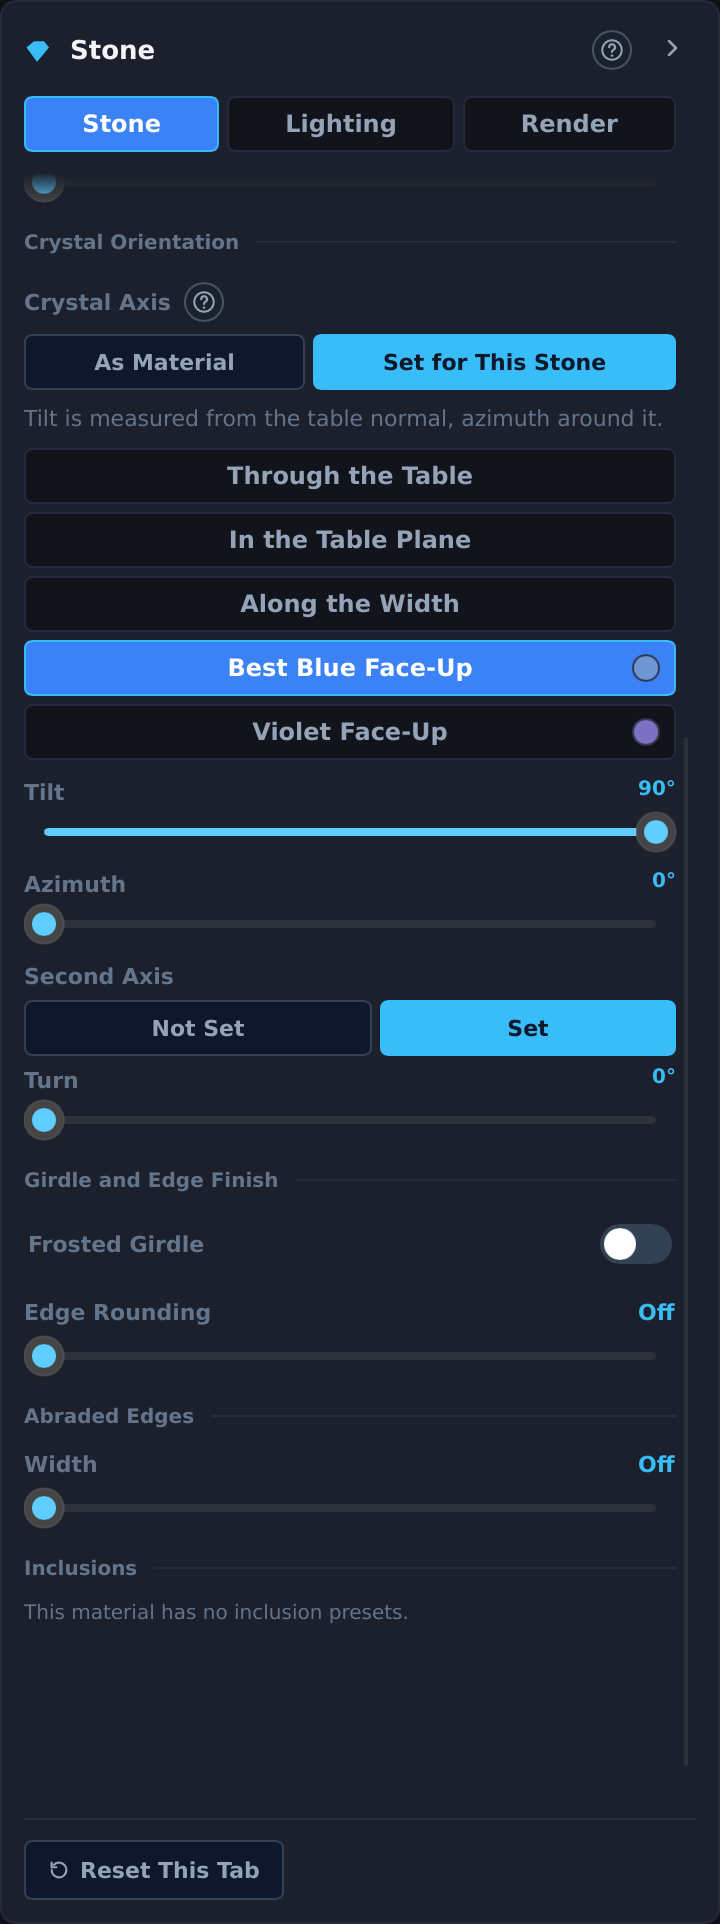 Stone
Stone
Lighting
Render
Crystal Orientation
Crystal Axis
As Material
Set for This Stone
Tilt is measured from the table normal, azimuth around it.
Through the Table
In the Table Plane
Along the Width
Best Blue Face-Up
Violet Face-Up
Tilt
90°
Azimuth
0°
Second Axis
Not Set
Set
Turn
0°
Girdle and Edge Finish
Frosted Girdle
Edge Rounding
Off
Abraded Edges
Width
Off
Inclusions
This material has no inclusion presets.
Reset This Tab